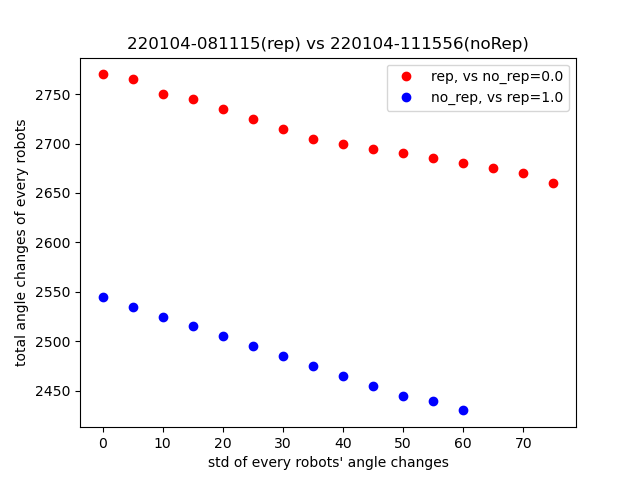 220104-081115(rep) vs 220104-111556(noRep)
rep, vs no_rep=0.0
no_rep, vs rep=1.0
total angle changes of every robots
2750
2700
2650
2600
2550
2500
2450
0 10 20 30 40 50 60 70
std of every robots' angle changes